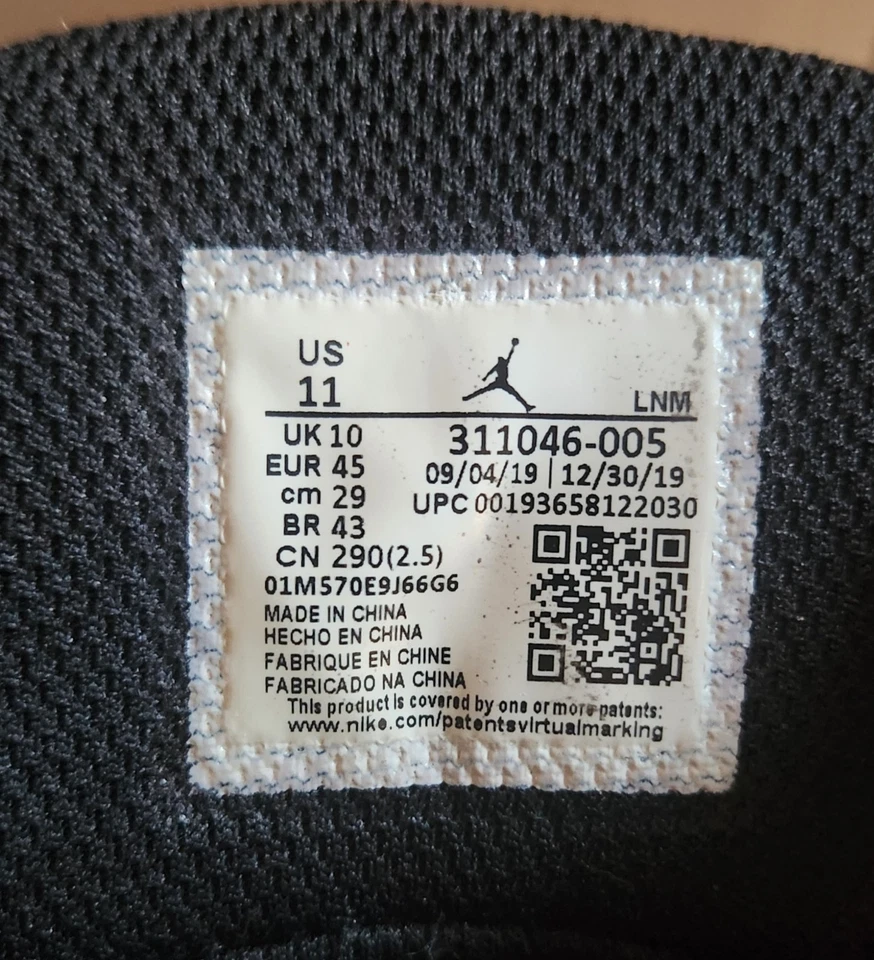 US
11
LNM
UK 10
311046-005
EUR 45
09/04/19 | 12/30/19
cm 29
UPC 00193658122030
BR 43
CN 290(2.5)
01M570E9J66G6
MADE IN CHINA
HECHO EN CHINA
FABRIQUE EN CHINE
FABRICADO NA CHINA
This product is covered by one or more patents:
www.nike.com/patentsvirtualmarking